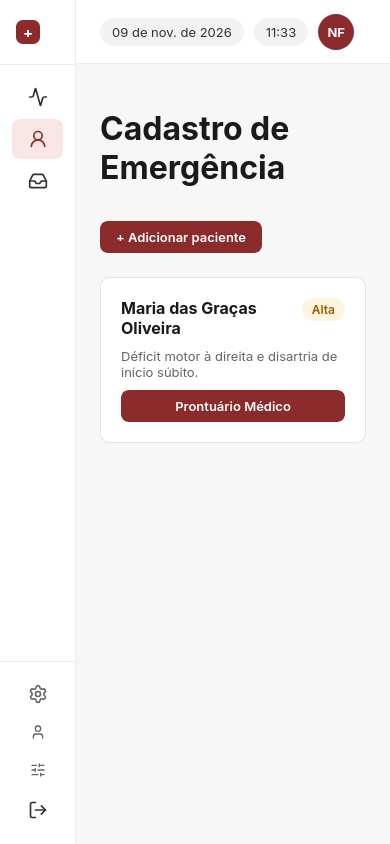 +
09 de nov. de 2026
11:33
NF
Cadastro de
Emergência
+ Adicionar paciente
Maria das Graças
Oliveira
Alta
Déficit motor à direita e disartria de
início súbito.
Prontuário Médico